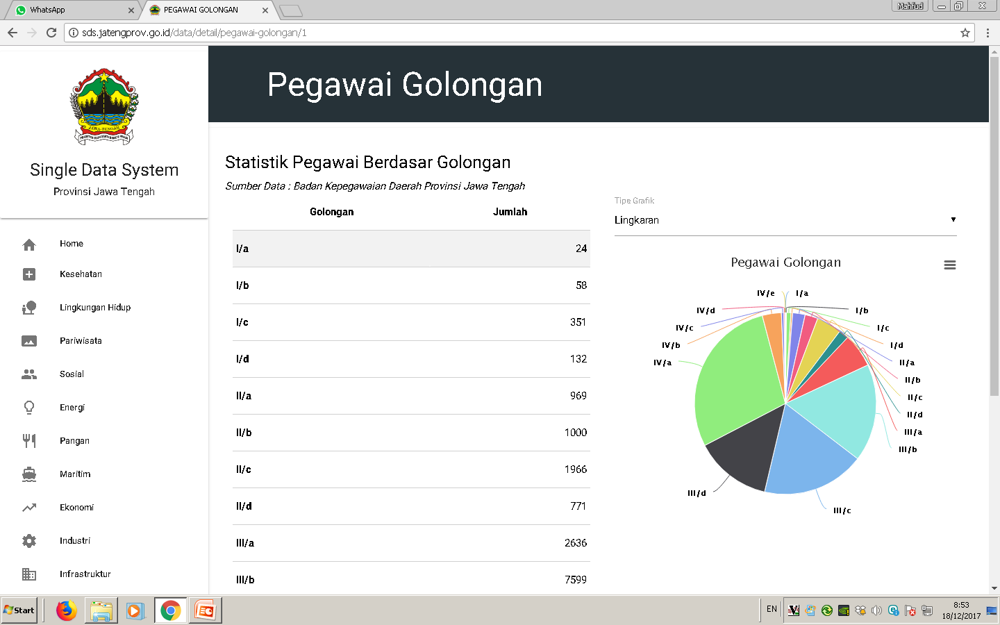 WhatsApp
PEGAWAI GOLONGAN
Mahfud
sds.jatengprov.go.id/data/detail/pegawai-golongan/1
JAWA-TENGAH
Single Data System
Provinsi Jawa Tengah
Home
Kesehatan
Lingkungan Hidup
Pariwisata
Sosial
Energi
Pangan
Maritim
Ekonomi
Industri
Infrastruktur
Pegawai Golongan
Statistik Pegawai Berdasar Golongan
Sumber Data : Badan Kepegawaian Daerah Provinsi Jawa Tengah
Golongan Jumlah
I/a 24
I/b 58
I/c 351
I/d 132
II/a 969
II/b 1000
II/c 1966
II/d 771
III/a 2636
III/b 7599
Tipe Grafik
Lingkaran
Pegawai Golongan
IV/e I/a
IV/d I/b
IV/c I/c
IV/b I/d
IV/a II/a
II/b
II/c
II/d
III/a
III/b
III/d
III/c
Start
EN
8:53
18/12/2017